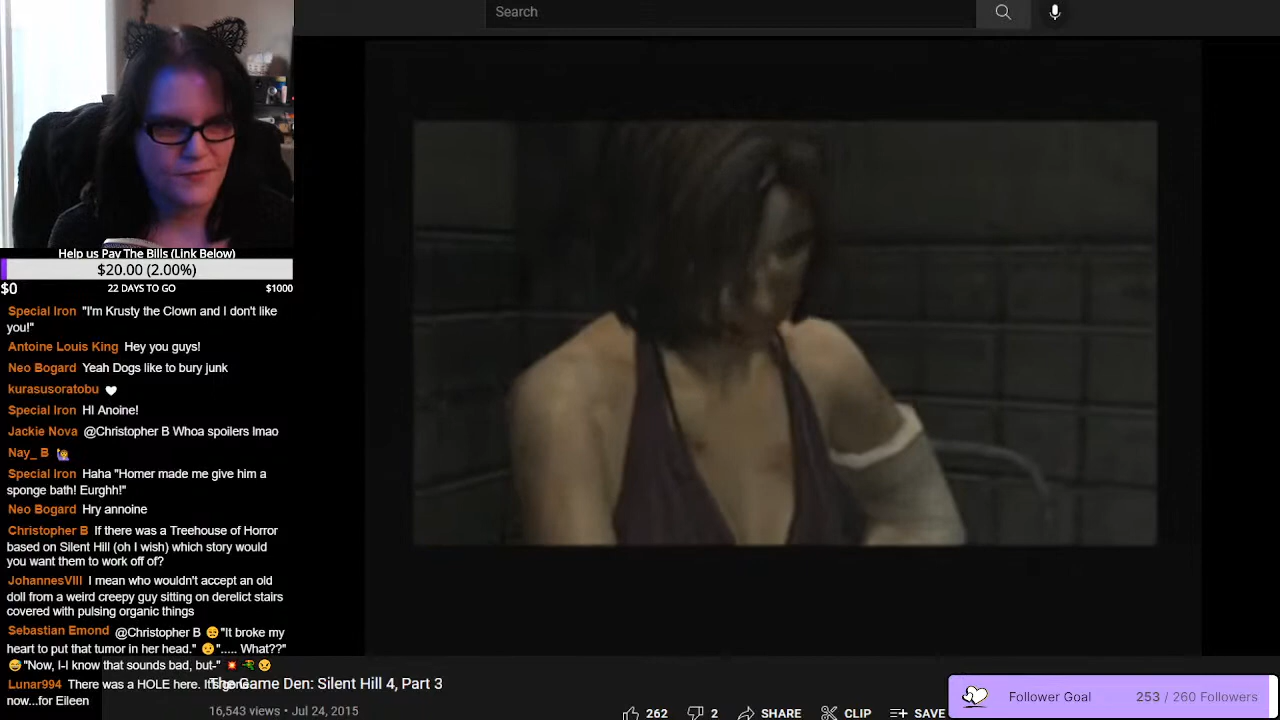 Search
Help us Pay The Bills (Link Below)
$20.00 (2.00%)
$0 22 DAYS TO GO $1000
Special Iron "I'm Krusty the Clown and I don't like
you!"
Antoine Louis King Hey you guys!
Neo Bogard Yeah Dogs like to bury junk
kurasusoratobu 🤍
Special Iron HI Anoine!
Jackie Nova @Christopher B Whoa spoilers lmao
Nay_ B 🙋
Special Iron Haha "Homer made me give him a
sponge bath! Eurghh!"
Neo Bogard Hry annoine
Christopher B If there was a Treehouse of Horror
based on Silent Hill (oh I wish) which story would
you want them to work off of?
JohannesVIII I mean who wouldn't accept an old
doll from a weird creepy guy sitting on derelict stairs
covered with pulsing organic things
Sebastian Emond @Christopher B 😣"It broke my
heart to put that tumor in her head." 😟"..... What??"
😅"Now, I-I know that sounds bad, but-" 💥🔫😠
Lunar994 There was a HOLE here. It's gone
now...for Eileen
The Game Den: Silent Hill 4, Part 3
16,543 views • Jul 24, 2015
262 2 SHARE CLIP SAVE
Follower Goal 253 / 260 Followers